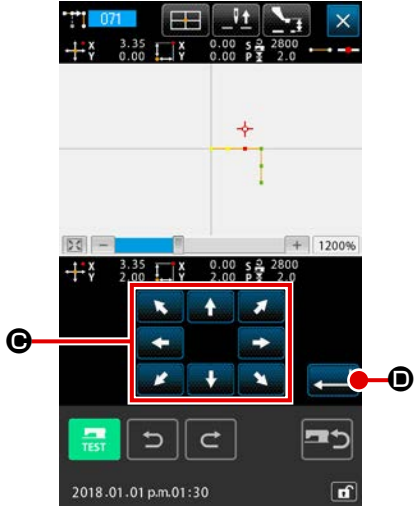 071
X 3.35 X 0.00 S 2800
Y 0.00 Y 0.00 P 2.0
1200%
X 3.35 X 0.00 S 2800
Y 2.00 Y 2.00 P 2.0
C
D
TEST
2018.01.01 p.m.01:30